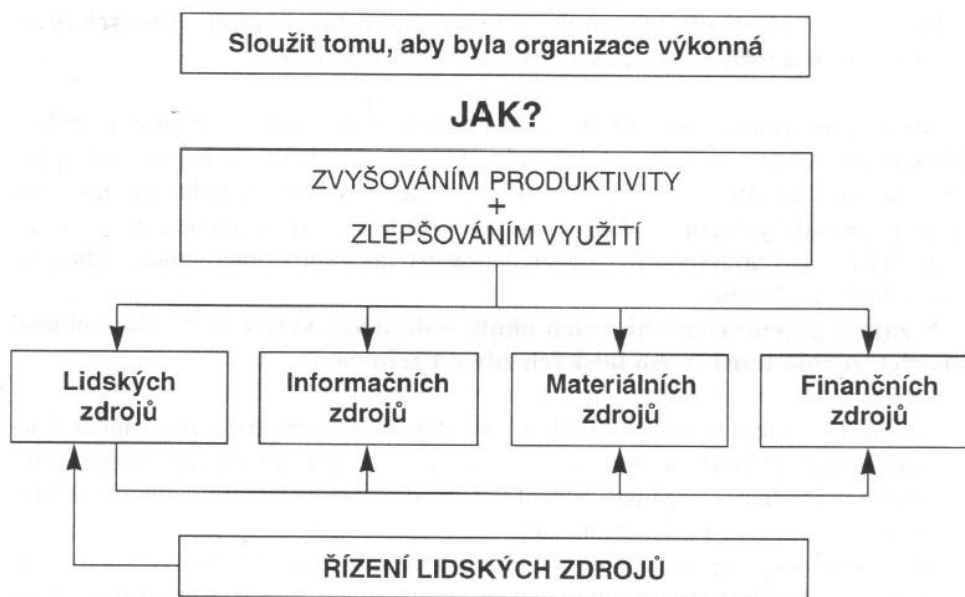 Sloužit tomu, aby byla organizace výkonná
JAK?
ZVYŠOVÁNÍM PRODUKTIVITY
+
ZLEPŠOVÁNÍM VYUŽITÍ
Lidských
zdrojů
Informačních
zdrojů
Materiálních
zdrojů
Finančních
zdrojů
ŘÍZENÍ LIDSKÝCH ZDROJŮ